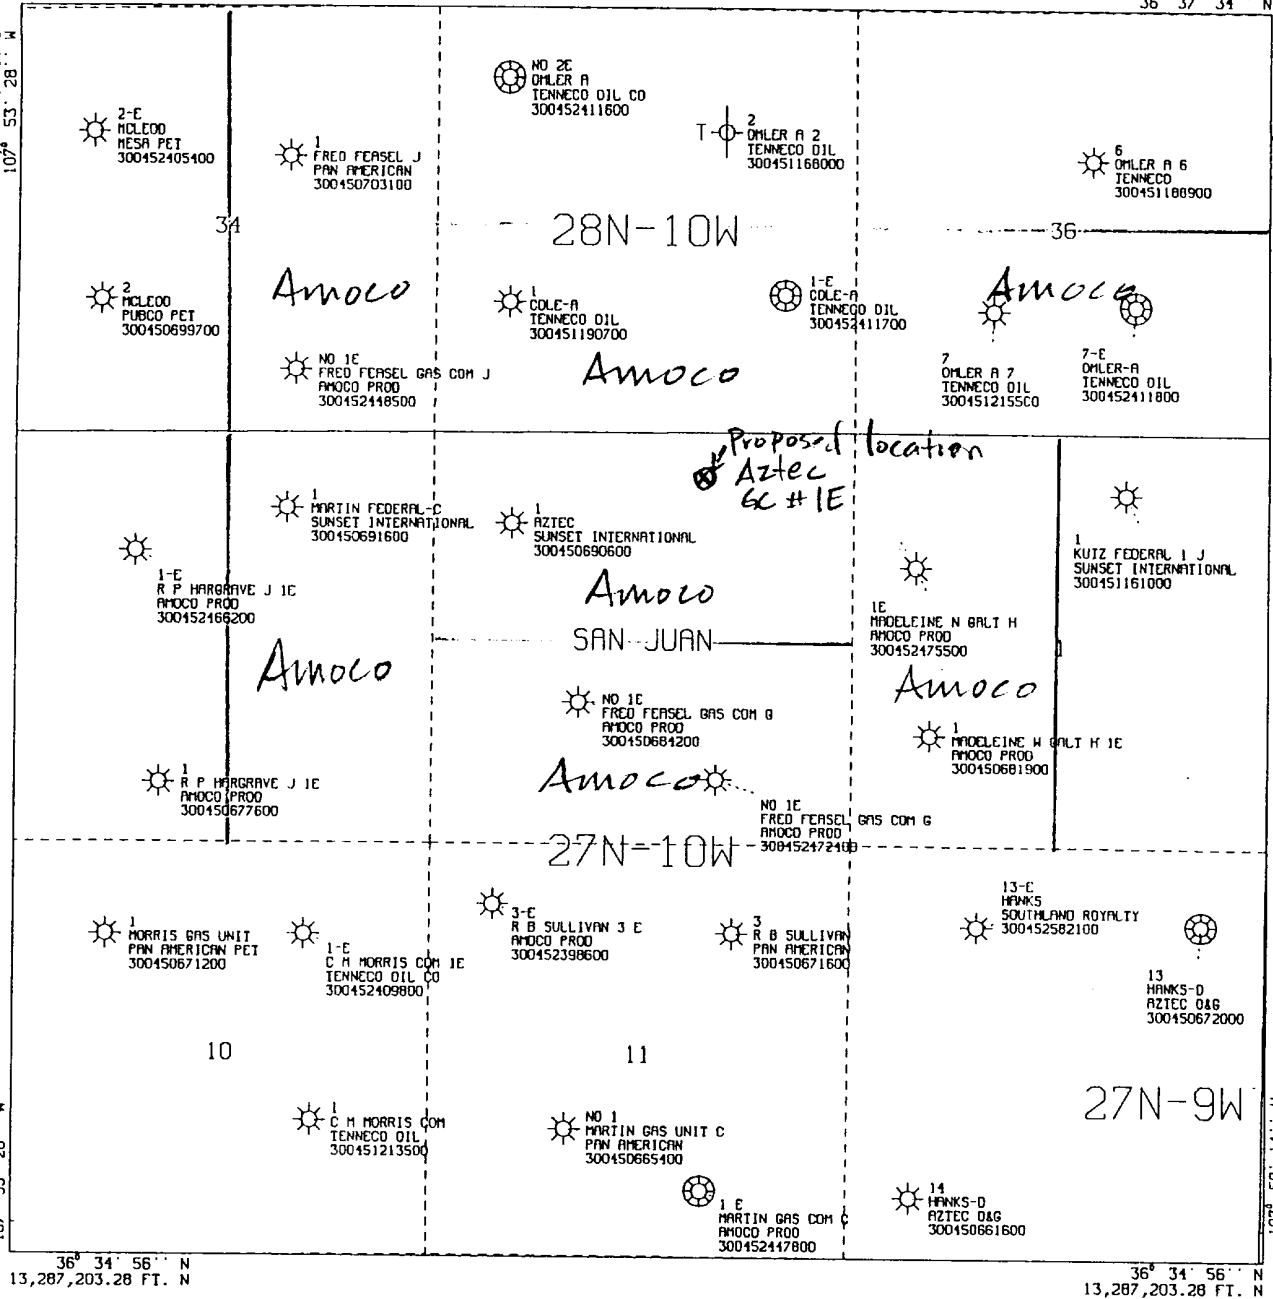 36° 37' 34'' N
107° 53' 28'' W
NO 2E
OMLER A
TENNECO OIL CO
300452411600
2-E
MCLEOD
MESA PET
300452405400
1
FRED FEASEL J
PAN AMERICAN
300450703100
T
2
OMLER A 2
TENNECO OIL
300451168000
6
OMLER A 6
TENNECO
300451188900
34
28N-10W
36
2
MCLEOD
PUBCO PET
300450699700
Amoco
1
COLE-A
TENNECO OIL
300451190700
1-E
COLE-A
TENNECO OIL
300452411700
Amoco
NO 1E
FRED FEASEL GAS COM J
AMOCO PROD
300452448500
Amoco
7
OMLER A 7
TENNECO OIL
300451215500
7-E
OMLER-A
TENNECO OIL
300452411800
Proposed location
Aztec
GC # 1E
1
MARTIN FEDERAL-C
SUNSET INTERNATIONAL
300450691600
1
AZTEC
SUNSET INTERNATIONAL
300450690600
1
KUTZ FEDERAL 1 J
SUNSET INTERNATIONAL
300451161000
1-E
R P HARGRAVE J 1E
AMOCO PROD
300452466200
Amoco
1E
MADELEINE N GALT H
AMOCO PROD
300452475500
SAN JUAN
Amoco
Amoco
NO 1E
FRED FEASEL GAS COM G
AMOCO PROD
300450684200
1
MADELEINE W GALT H 1E
AMOCO PROD
300450681900
1
R P HARGRAVE J 1E
AMOCO PROD
300450677600
Amoco
NO 1E
FRED FEASEL GAS COM G
AMOCO PROD
300452472400
27N-10W
1
MORRIS GAS UNIT
PAN AMERICAN PET
300450671200
1-E
C M MORRIS COM 1E
TENNECO OIL CO
300452409800
3-E
R B SULLIVAN 3 E
AMOCO PROD
300452398600
3
R B SULLIVAN
PAN AMERICAN
300450671600
13-E
HANKS
SOUTHLAND ROYALTY
300452582100
13
HANKS-D
AZTEC O&G
300450672000
10
11
27N-9W
1
C M MORRIS COM
TENNECO OIL
300451213500
NO 1
MARTIN GAS UNIT C
PAN AMERICAN
300450665400
1 E
MARTIN GAS COM C
AMOCO PROD
300452447800
14
HANKS-D
AZTEC O&G
300450661600
36° 34' 56'' N
13,287,203.28 FT. N
36° 34' 56'' N
13,287,203.28 FT. N